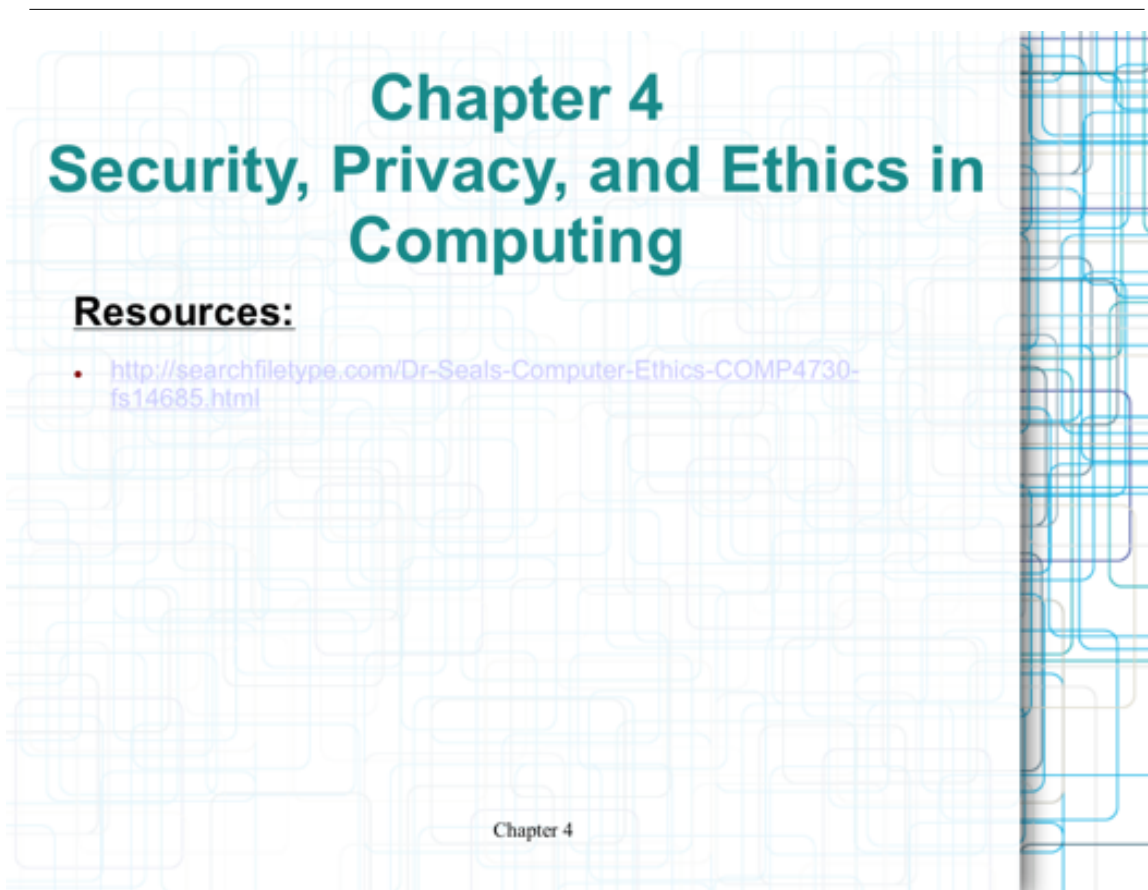 Chapter 4
Security, Privacy, and Ethics in
Computing
Resources:
• http://searchfiletype.com/Dr-Seals-Computer-Ethics-COMP4730-
fs14685.html
Chapter 4